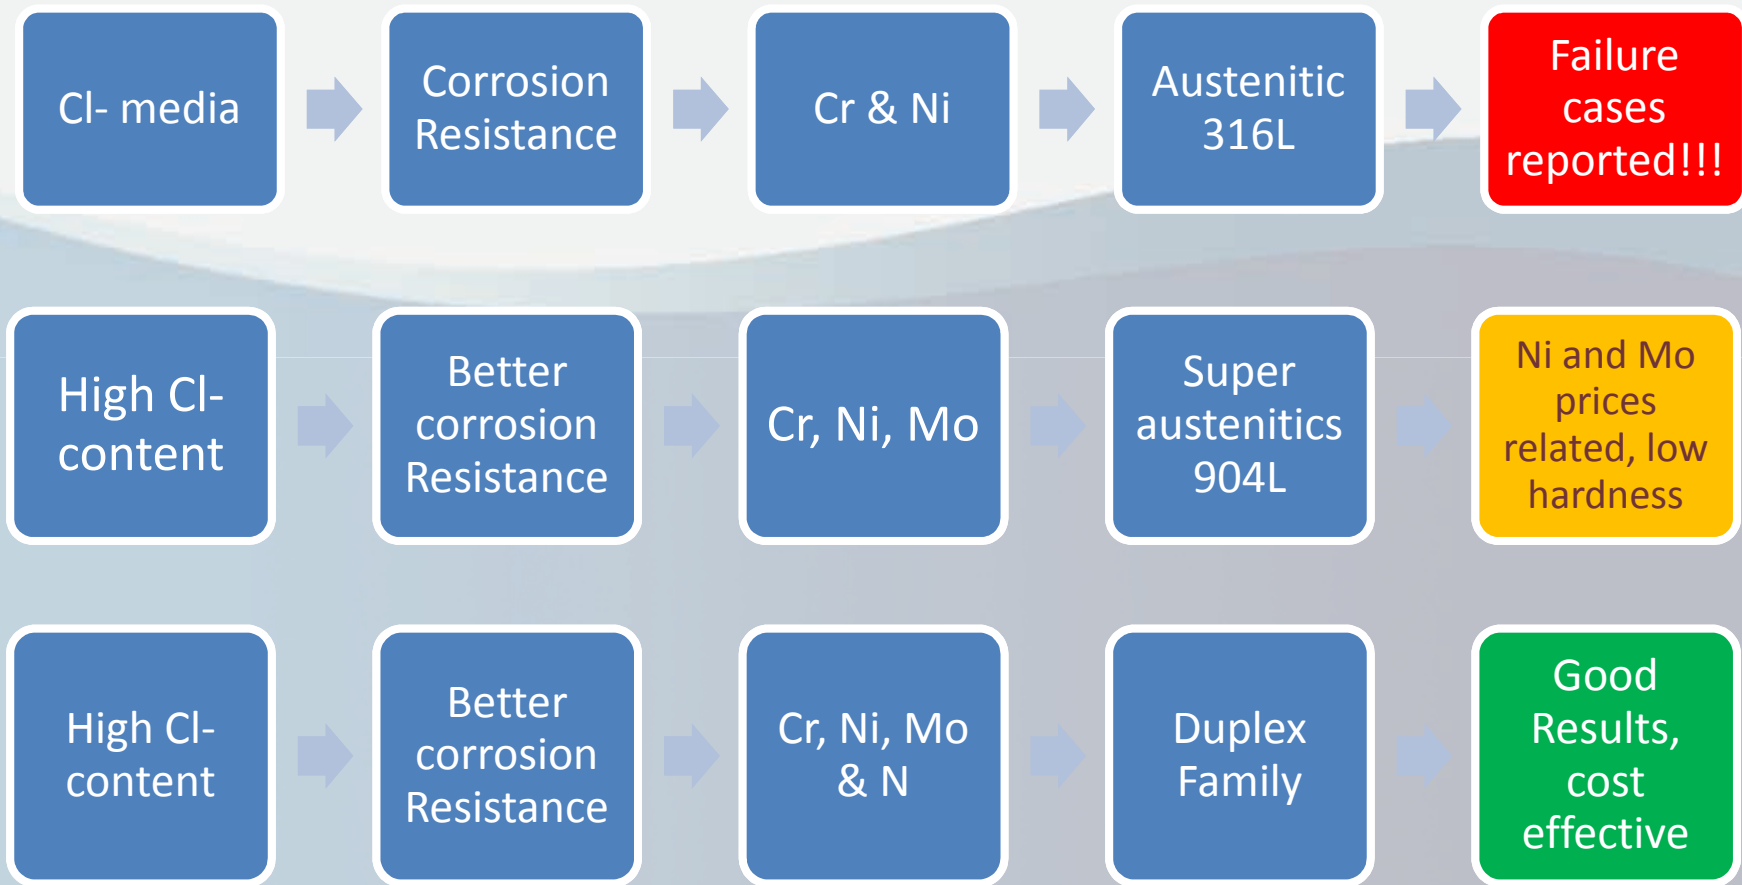 Cl- media
Corrosion
Resistance
Cr & Ni
Austenitic
316L
Failure
cases
reported!!!
High Cl-
content
Better
corrosion
Resistance
Cr, Ni, Mo
Super
austenitics
904L
Ni and Mo
prices
related, low
hardness
High Cl-
content
Better
corrosion
Resistance
Cr, Ni, Mo
& N
Duplex
Family
Good
Results,
cost
effective